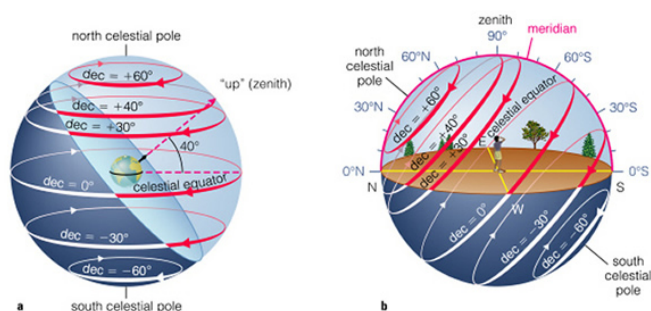 north celestial pole
dec = +60°
"up" (zenith)
dec = +40°
dec = +30°
40°
celestial equator
dec = 0°
dec = −30°
dec = −60°
a
south celestial pole
zenith
90°
meridian
north
celestial
pole
60°N
60°S
30°N
30°S
dec = +60°
dec = +40°
dec = +30°
celestial equator
E
0°N
0°S
N
S
W
dec = 0°
dec = −30°
dec = −60°
south
celestial
pole
b